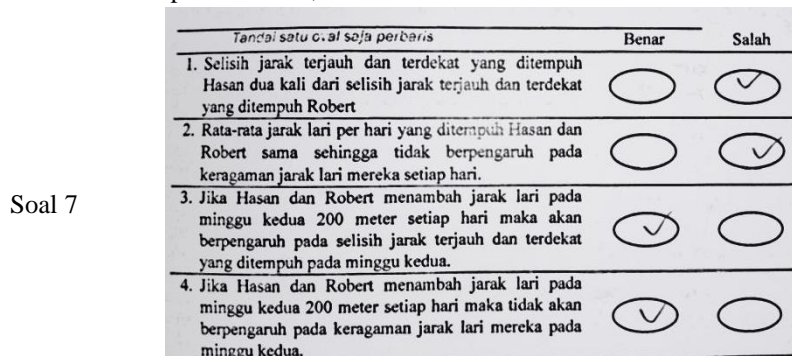 Tandai satu oval saja perbaris Benar Salah
1. Selisih jarak terjauh dan terdekat yang ditempuh
Hasan dua kali dari selisih jarak terjauh dan terdekat
yang ditempuh Robert
2. Rata-rata jarak lari per hari yang ditempuh Hasan dan
Robert sama sehingga tidak berpengaruh pada
keragaman jarak lari mereka setiap hari.
Soal 7
3. Jika Hasan dan Robert menambah jarak lari pada
minggu kedua 200 meter setiap hari maka akan
berpengaruh pada selisih jarak terjauh dan terdekat
yang ditempuh pada minggu kedua.
4. Jika Hasan dan Robert menambah jarak lari pada
minggu kedua 200 meter setiap hari maka tidak akan
berpengaruh pada keragaman jarak lari mereka pada
minggu kedua.